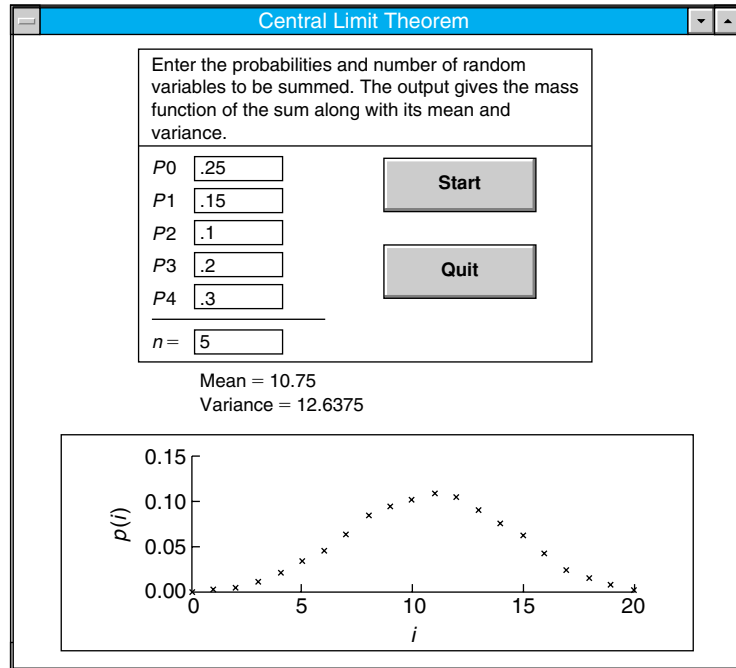 Central Limit Theorem
Enter the probabilities and number of random
variables to be summed. The output gives the mass
function of the sum along with its mean and
variance.
P0 .25
P1 .15
P2 .1
P3 .2
P4 .3
n = 5
Start
Quit
Mean = 10.75
Variance = 12.6375
0.15
0.10
0.05
0.00
p(i)
0 5 10 15 20
i